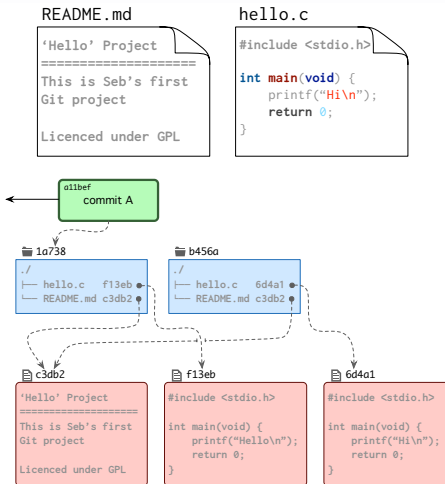 README.md
‘Hello’ Project
=====================
This is Seb’s first
Git project
Licenced under GPL
hello.c
#include <stdio.h>
int main(void) {
printf(“Hi\n”);
return 0;
}
a11bef
commit A
1a738
./
├── hello.c f13eb
└── README.md c3db2
b456a
./
├── hello.c 6d4a1
└── README.md c3db2
c3db2
‘Hello’ Project
====================
This is Seb’s first
Git project
Licenced under GPL
f13eb
#include <stdio.h>
int main(void) {
printf(“Hello\n”);
return 0;
}
6d4a1
#include <stdio.h>
int main(void) {
printf(“Hi\n”);
return 0;
}